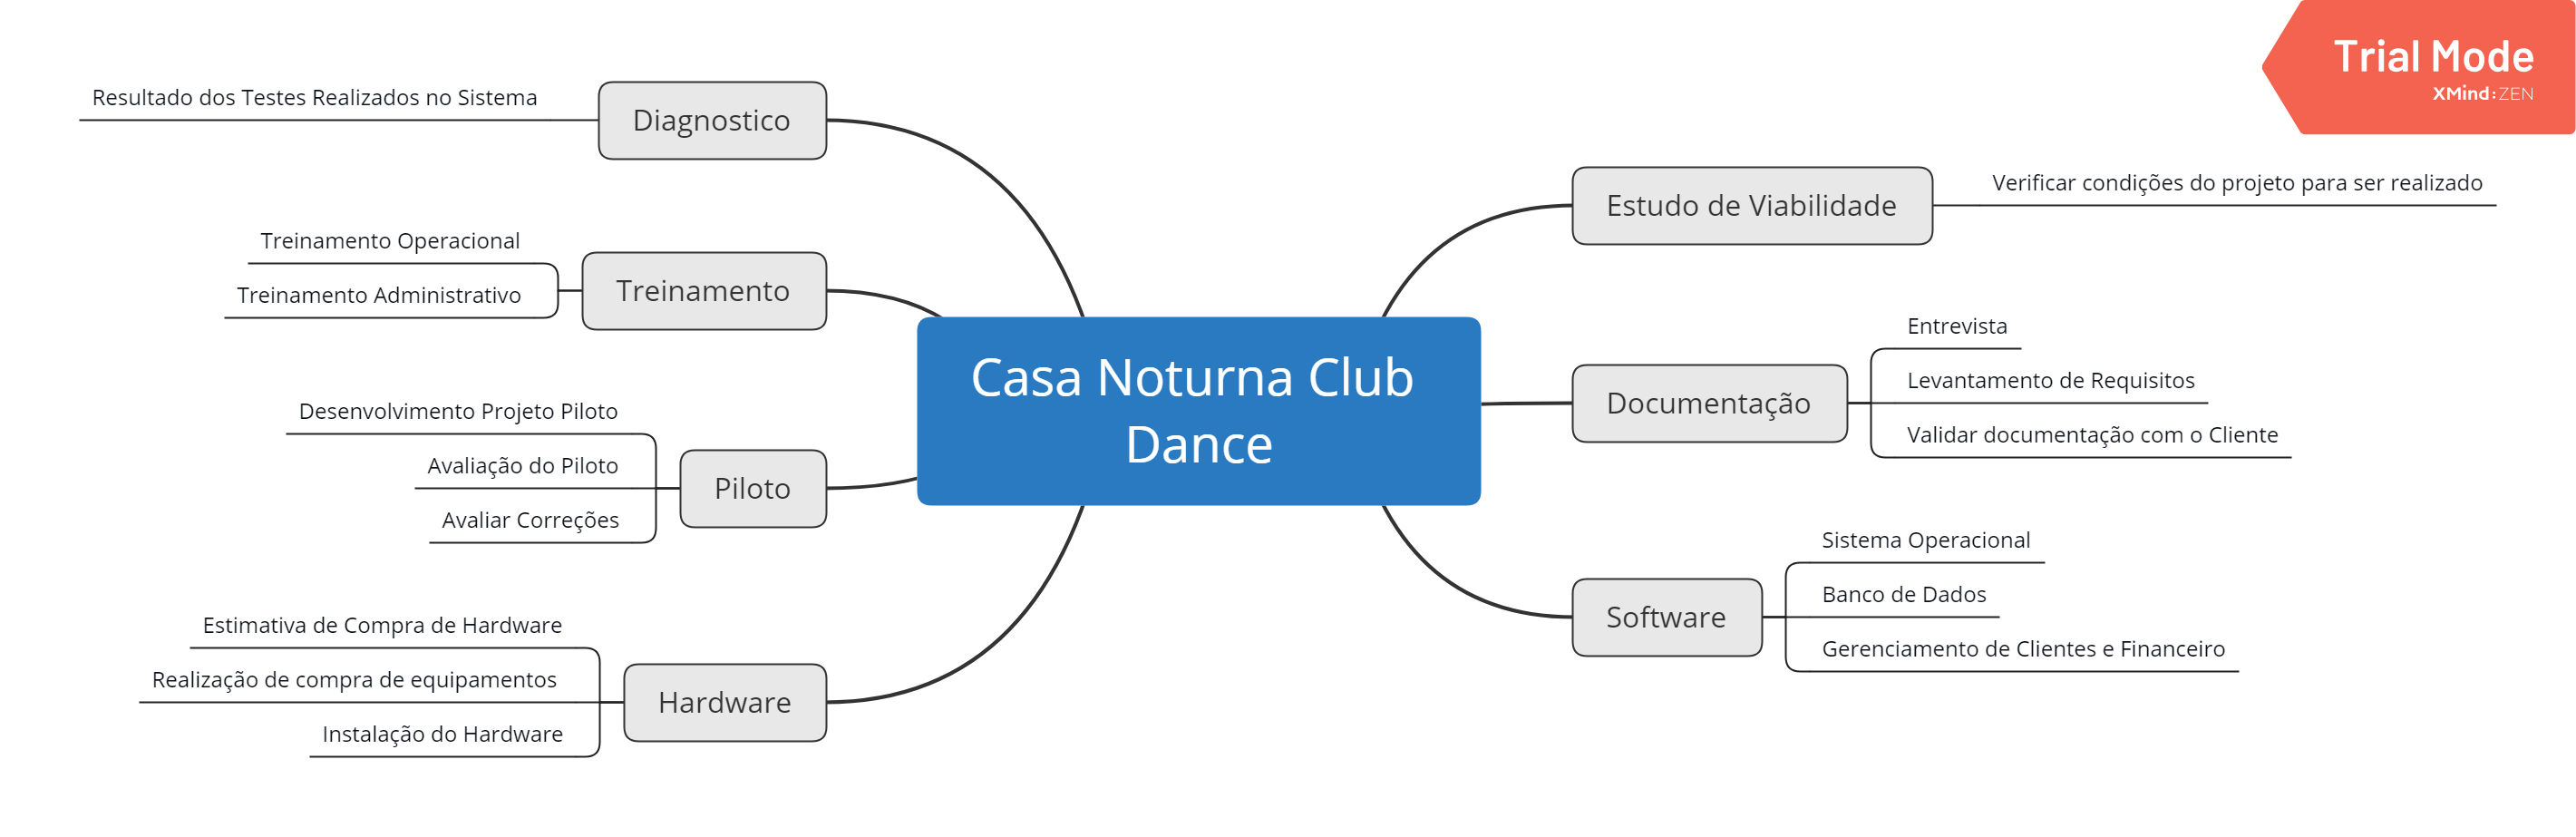 Trial Mode
XMind:ZEN
Casa Noturna Club
Dance
Estudo de Viabilidade
Verificar condições do projeto para ser realizado
Documentação
Entrevista
Levantamento de Requisitos
Validar documentação com o Cliente
Software
Sistema Operacional
Banco de Dados
Gerenciamento de Clientes e Financeiro
Diagnostico
Resultado dos Testes Realizados no Sistema
Treinamento
Treinamento Operacional
Treinamento Administrativo
Piloto
Desenvolvimento Projeto Piloto
Avaliação do Piloto
Avaliar Correções
Hardware
Estimativa de Compra de Hardware
Realização de compra de equipamentos
Instalação do Hardware